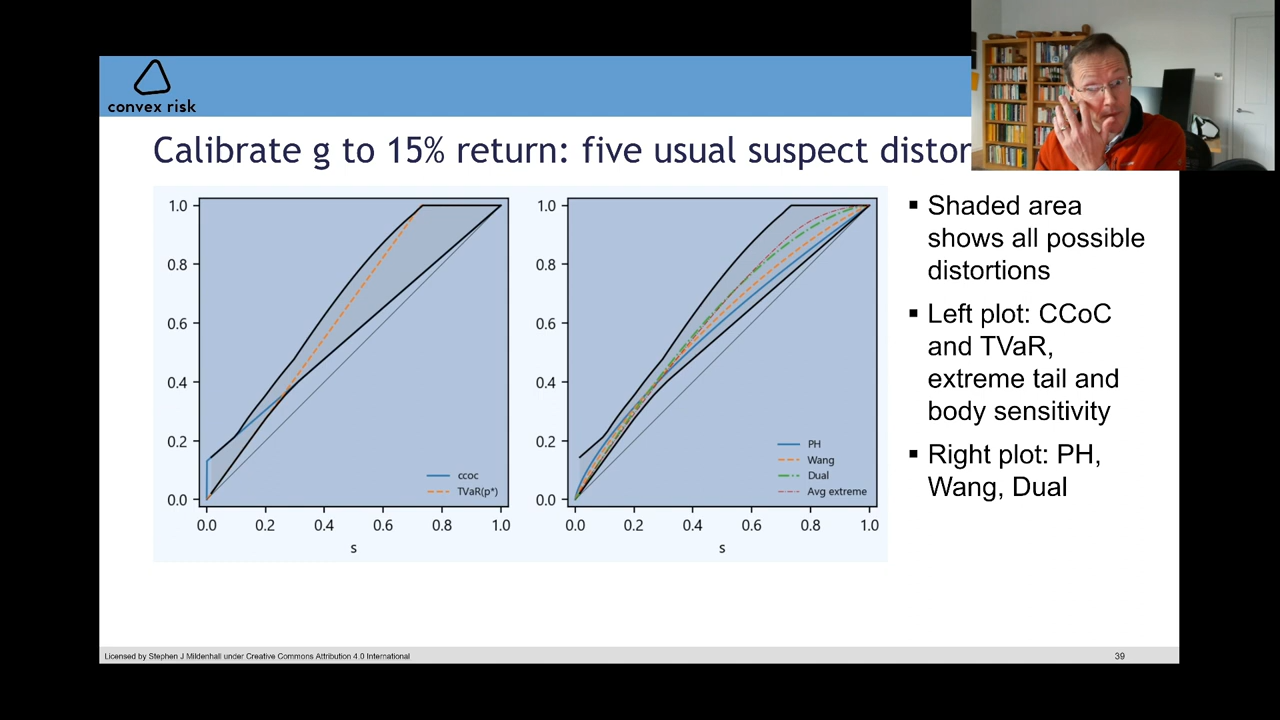 convex risk
Calibrate g to 15% return: five usual suspect distor
1.0
0.8
0.6
0.4
0.2
0.0
0.0 0.2 0.4 0.6 0.8 1.0
s
ccoc
TVaR(p*)
1.0
0.8
0.6
0.4
0.2
0.0
0.0 0.2 0.4 0.6 0.8 1.0
s
PH
Wang
Dual
Avg extreme
▪ Shaded area
shows all possible
distortions
▪ Left plot: CCoC
and TVaR,
extreme tail and
body sensitivity
▪ Right plot: PH,
Wang, Dual
Licensed by Stephen J Mildenhall under Creative Commons Attribution 4.0 International
39